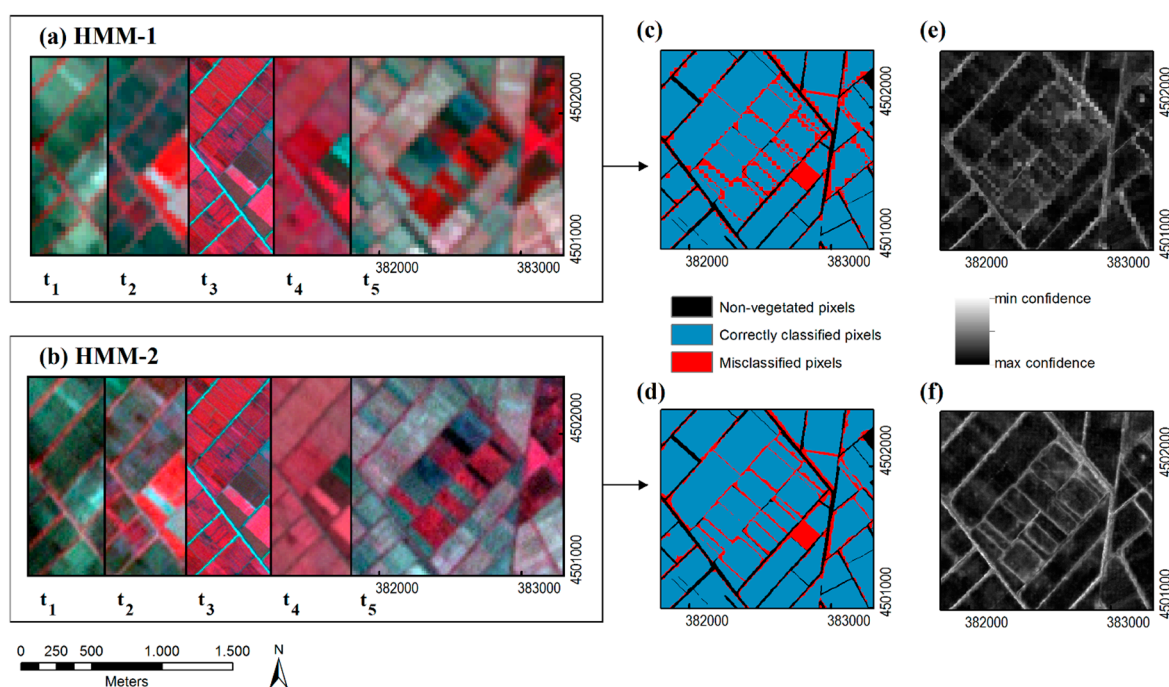 (a) HMM-1
t1 t2 t3 t4 t5
382000 383000
4502000
4501000
(c)
4502000
4501000
382000 383000
(e)
4502000
4501000
382000 383000
Non-vegetated pixels
Correctly classified pixels
Misclassified pixels
min confidence
max confidence
(b) HMM-2
t1 t2 t3 t4 t5
382000 383000
4502000
4501000
(d)
4502000
4501000
382000 383000
(f)
4502000
4501000
382000 383000
0 250 500 1.000 1.500
Meters
N